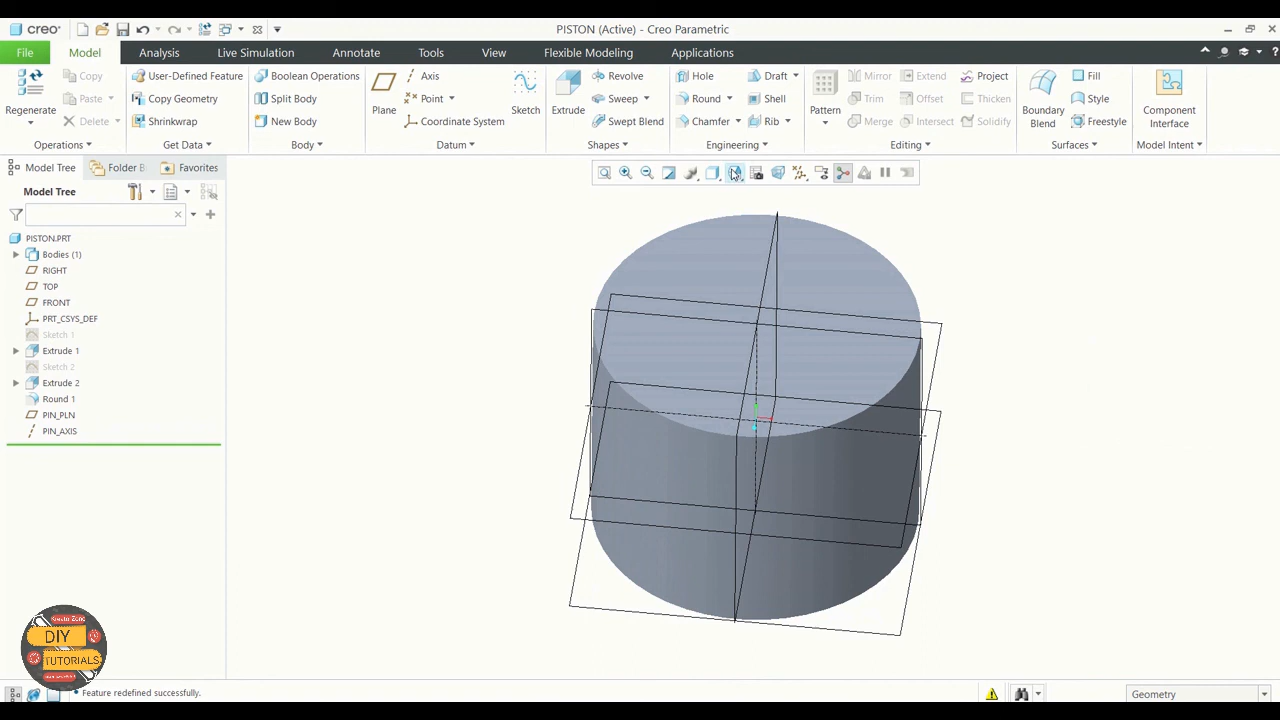 creo
PISTON (Active) - Creo Parametric
File
Model
Analysis
Live Simulation
Annotate
Tools
View
Flexible Modeling
Applications
Regenerate
Copy
Paste
Delete
Operations
User-Defined Feature
Copy Geometry
Shrinkwrap
Get Data
Boolean Operations
Split Body
New Body
Body
Plane
Axis
Point
Coordinate System
Sketch
Datum
Extrude
Revolve
Sweep
Swept Blend
Shapes
Hole
Round
Chamfer
Draft
Shell
Rib
Engineering
Pattern
Mirror
Trim
Merge
Extend
Offset
Intersect
Project
Thicken
Solidify
Editing
Boundary
Blend
Fill
Style
Freestyle
Surfaces
Component
Interface
Model Intent
Model Tree
Folder B
Favorites
Model Tree
PISTON.PRT
Bodies (1)
RIGHT
TOP
FRONT
PRT_CSYS_DEF
Sketch 1
Extrude 1
Sketch 2
Extrude 2
Round 1
PIN_PLN
PIN_AXIS
DIY
TUTORIALS
Feature redefined successfully.
Geometry